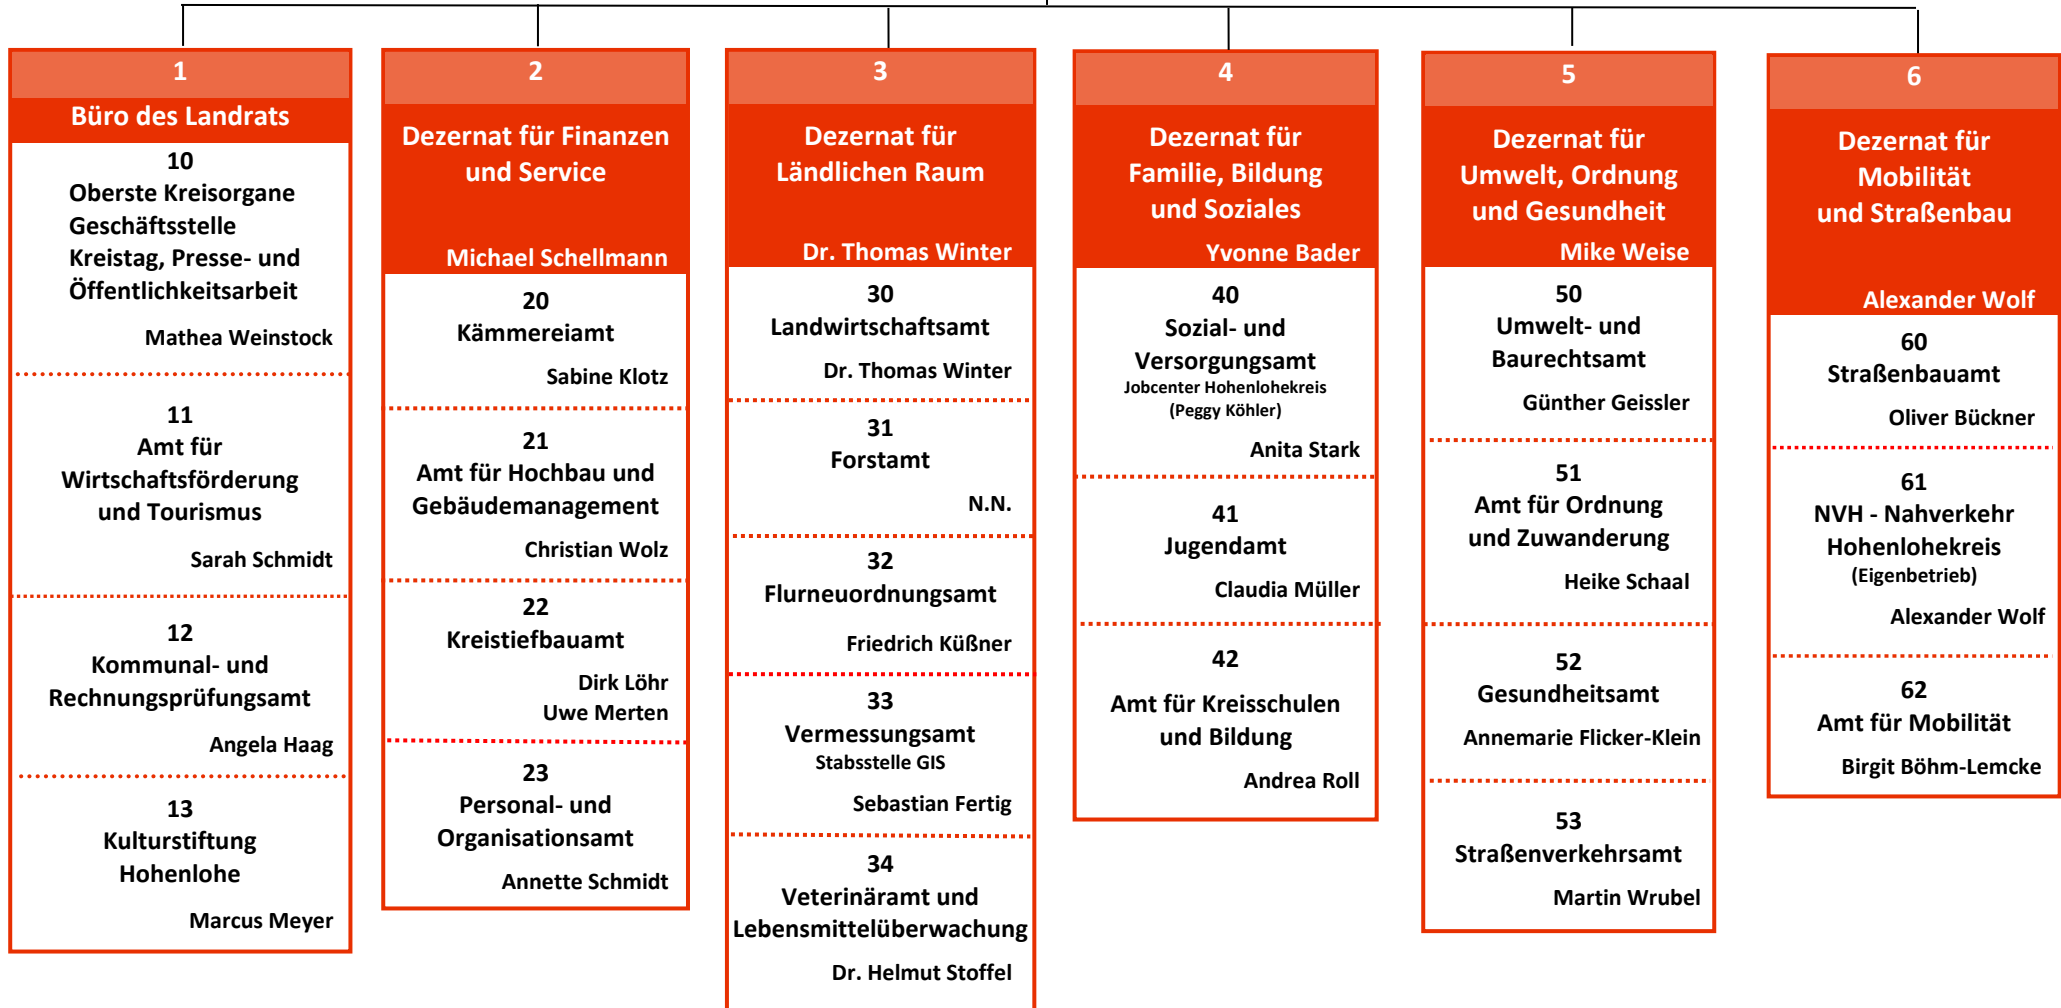 1
Büro des Landrats
10
Oberste Kreisorgane
Geschäftsstelle
Kreistag, Presse- und
Öffentlichkeitsarbeit
Mathea Weinstock
11
Amt für
Wirtschaftsförderung
und Tourismus
Sarah Schmidt
12
Kommunal- und
Rechnungsprüfungsamt
Angela Haag
13
Kulturstiftung
Hohenlohe
Marcus Meyer
2
Dezernat für Finanzen
und Service
Michael Schellmann
20
Kämmereiamt
Sabine Klotz
21
Amt für Hochbau und
Gebäudemanagement
Christian Wolz
22
Kreistiefbauamt
Dirk Löhr
Uwe Merten
23
Personal- und
Organisationsamt
Annette Schmidt
3
Dezernat für
Ländlichen Raum
Dr. Thomas Winter
30
Landwirtschaftsamt
Dr. Thomas Winter
31
Forstamt
N.N.
32
Flurneuordnungsamt
Friedrich Küßner
33
Vermessungsamt
Stabsstelle GIS
Sebastian Fertig
34
Veterinäramt und
Lebensmittelüberwachung
Dr. Helmut Stoffel
4
Dezernat für
Familie, Bildung
und Soziales
Yvonne Bader
40
Sozial- und
Versorgungsamt
Jobcenter Hohenlohekreis
(Peggy Köhler)
Anita Stark
41
Jugendamt
Claudia Müller
42
Amt für Kreisschulen
und Bildung
Andrea Roll
5
Dezernat für
Umwelt, Ordnung
und Gesundheit
Mike Weise
50
Umwelt- und
Baurechtsamt
Günther Geissler
51
Amt für Ordnung
und Zuwanderung
Heike Schaal
52
Gesundheitsamt
Annemarie Flicker-Klein
53
Straßenverkehrsamt
Martin Wrubel
6
Dezernat für
Mobilität
und Straßenbau
Alexander Wolf
60
Straßenbauamt
Oliver Bückner
61
NVH - Nahverkehr
Hohenlohekreis
(Eigenbetrieb)
Alexander Wolf
62
Amt für Mobilität
Birgit Böhm-Lemcke